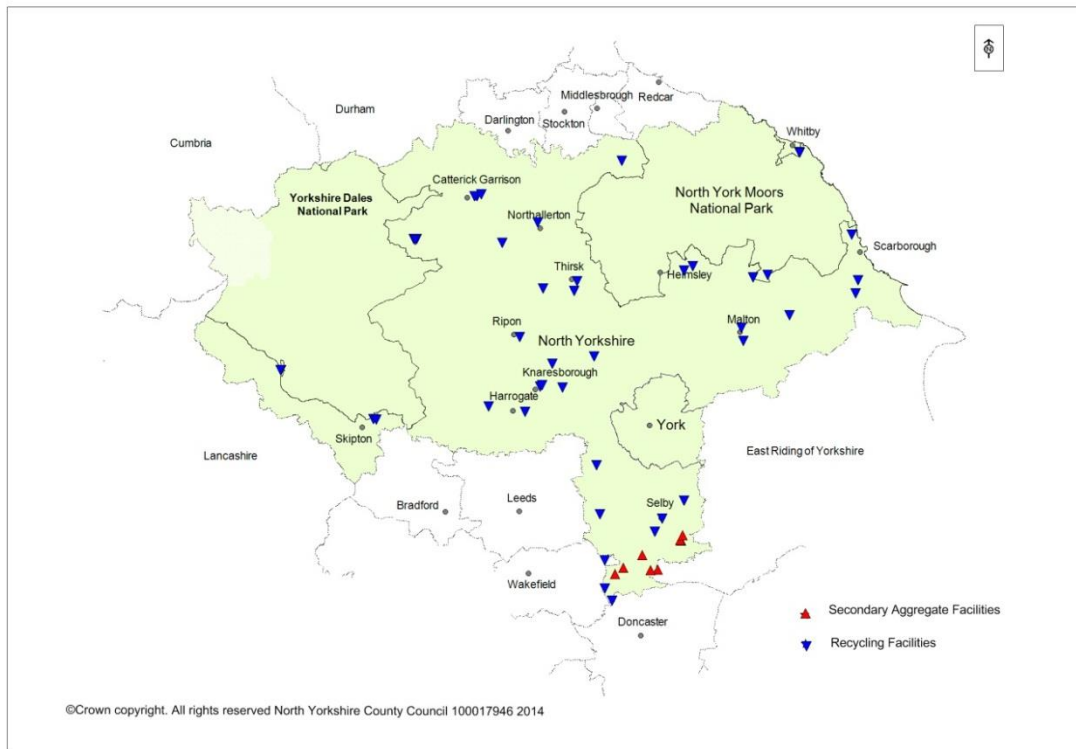 N
Redcar
Middlesbrough
Durham
Stockton
Darlington
Whitby
Cumbria
Catterick Garrison
Yorkshire Dales
National Park
North York Moors
National Park
Northallerton
Scarborough
Thirsk
Helmsley
Malton
Ripon
North Yorkshire
Knaresborough
Harrogate
York
Skipton
East Riding of Yorkshire
Lancashire
Bradford
Leeds
Selby
Wakefield
Doncaster
Secondary Aggregate Facilities
Recycling Facilities
©Crown copyright. All rights reserved North Yorkshire County Council 100017946 2014